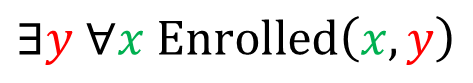 ∃y ∀x Enrolled(x, y)